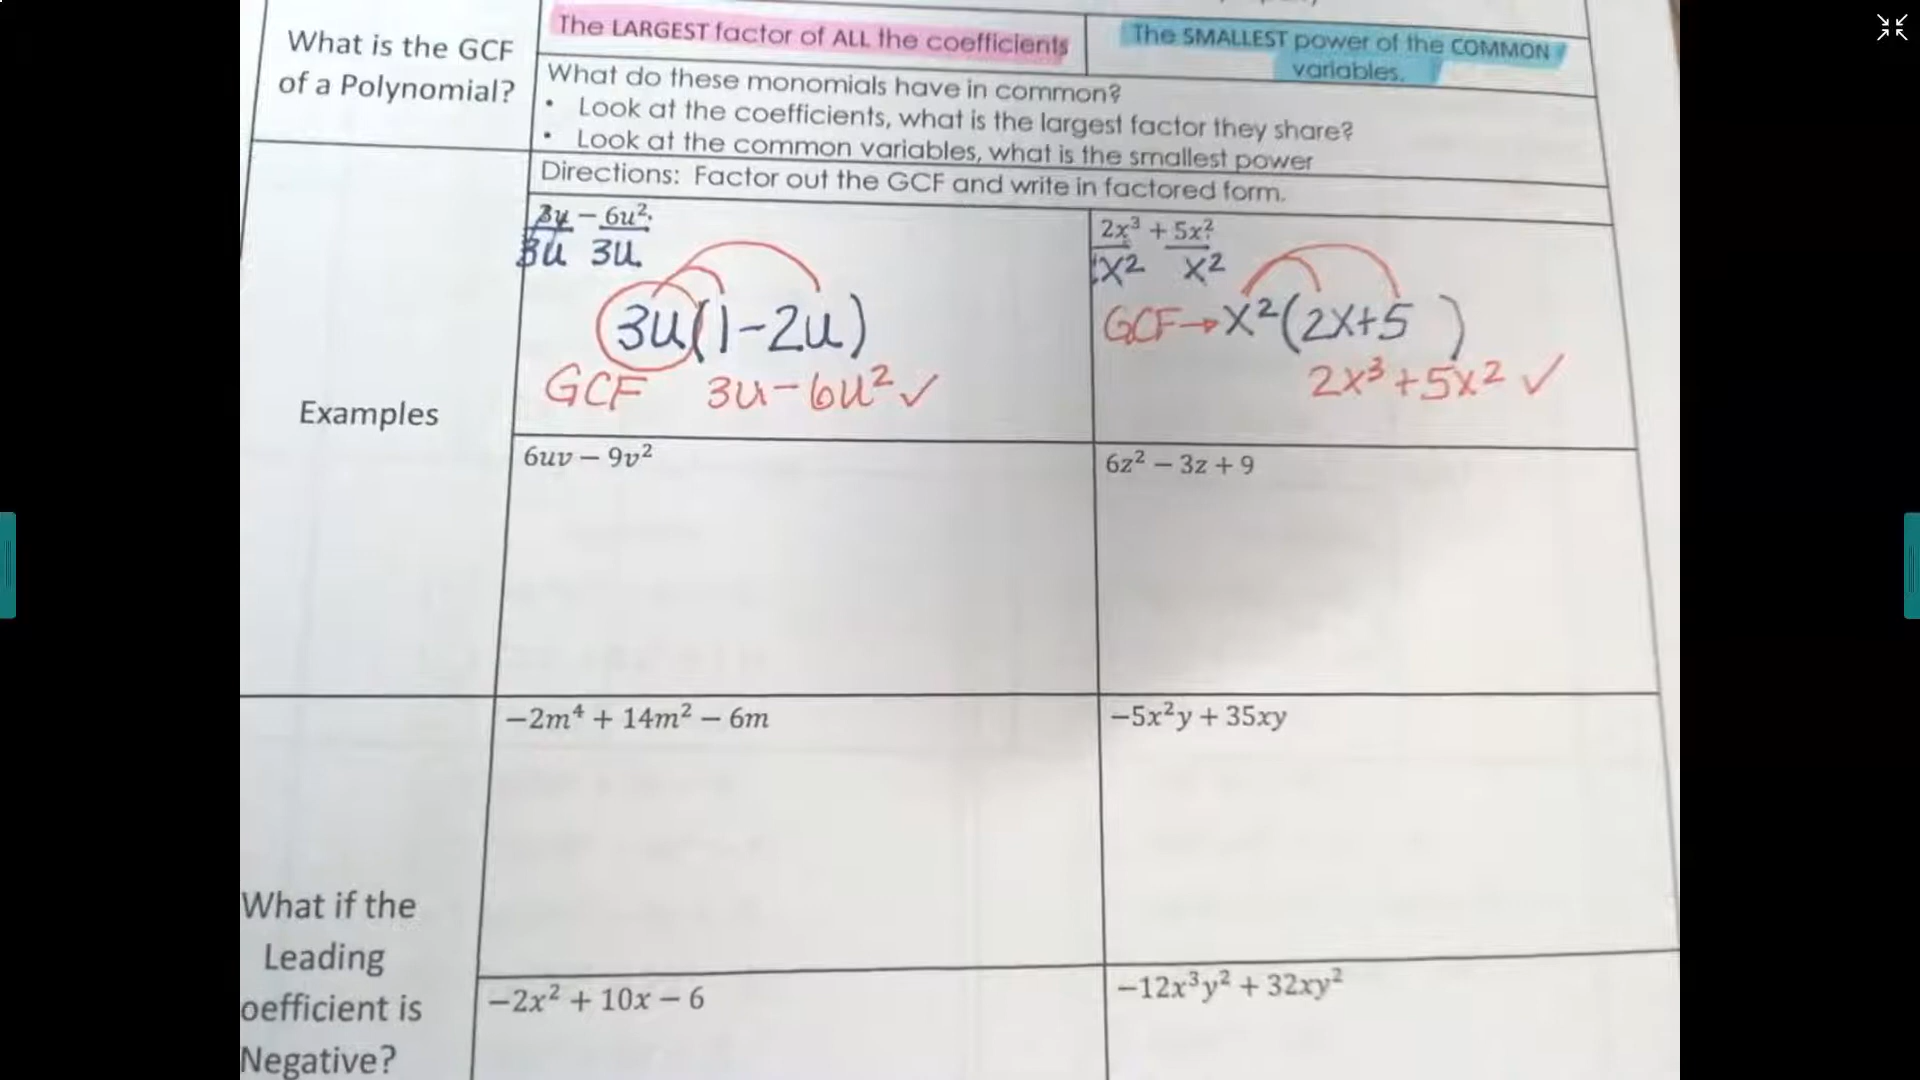 What is the GCF
of a Polynomial?
The LARGEST factor of ALL the coefficients
The SMALLEST power of the COMMON
variables.
What do these monomials have in common?
• Look at the coefficients, what is the largest factor they share?
• Look at the common variables, what is the smallest power
Directions: Factor out the GCF and write in factored form.
Examples
3u − 6u².
3u 3u
3u(1−2u)
GCF 3u−6u² ✓
2x³ + 5x²
x² x²
GCF→x²(2x+5 )
2x³+5x² ✓
6uv − 9v²
6z² − 3z + 9
What if the
Leading
oefficient is
Negative?
−2m⁴ + 14m² − 6m
−5x²y + 35xy
−2x² + 10x − 6
−12x³y² + 32xy²